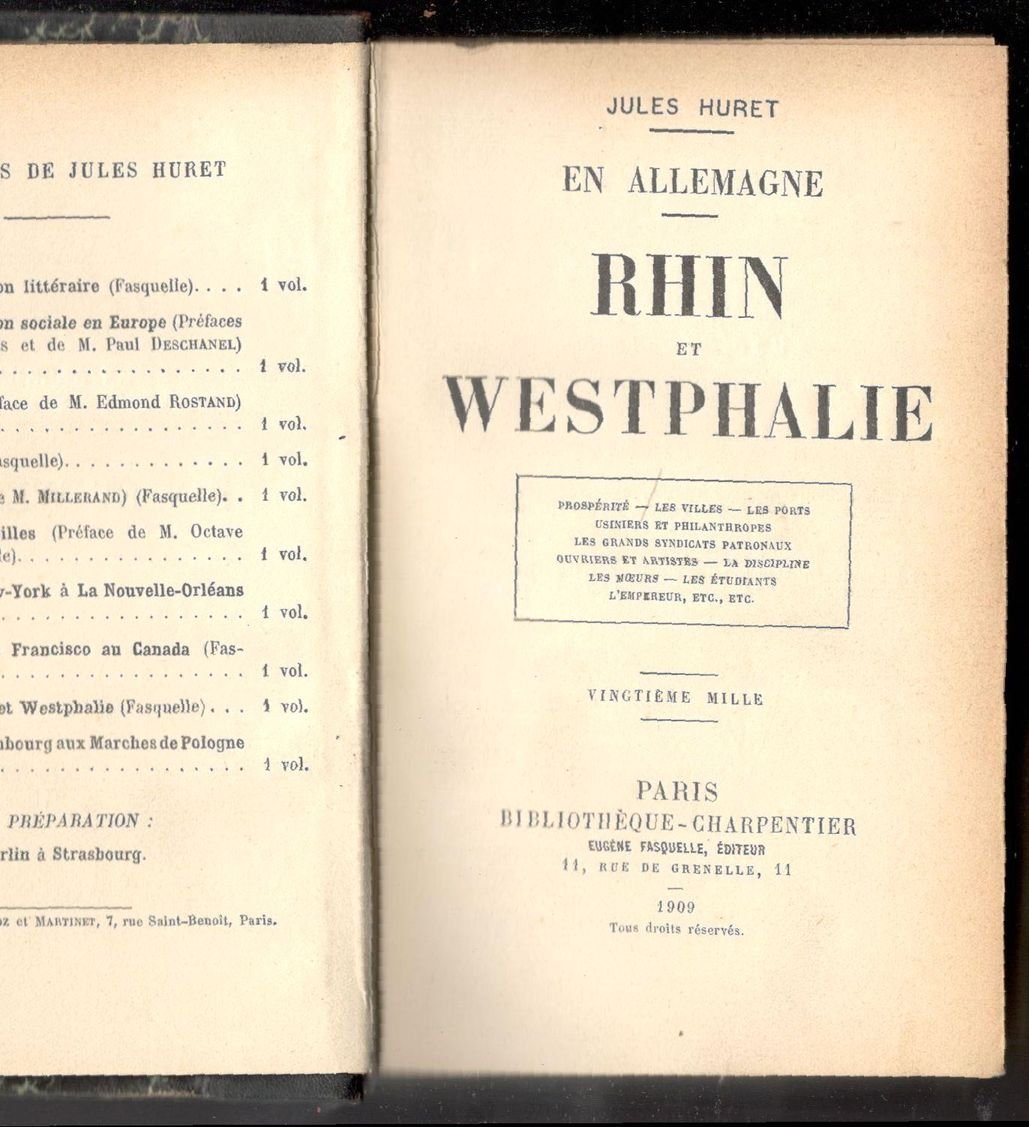 S DE JULES HURET
on littéraire (Fasquelle). . . . 1 vol.
on sociale en Europe (Préfaces
s et de M. Paul DESCHANEL)
. . . . . . . . . . . . . . . . . 1 vol.
face de M. Edmond ROSTAND)
. . . . . . . . . . . . . . . . . 1 vol.
asquelle). . . . . . . . . . . . . 1 vol.
e M. MILLERAND) (Fasquelle). . 1 vol.
illes (Préface de M. Octave
le). . . . . . . . . . . . . . . . 1 vol.
w-York à La Nouvelle-Orléans
. . . . . . . . . . . . . . . . . 1 vol.
Francisco au Canada (Fas-
. . . . . . . . . . . . . . . . . 1 vol.
et Westphalie (Fasquelle) . . . 1 vol.
mbourg aux Marches de Pologne
. . . . . . . . . . . . . . . . . 1 vol.
PRÉPARATION :
rlin à Strasbourg.
oz et MARTINET, 7, rue Saint-Benoît, Paris.
JULES HURET
EN ALLEMAGNE
RHIN
ET
WESTPHALIE
PROSPÉRITÉ — LES VILLES — LES PORTS
USINIERS ET PHILANTHROPES
LES GRANDS SYNDICATS PATRONAUX
OUVRIERS ET ARTISTES — LA DISCIPLINE
LES MŒURS — LES ÉTUDIANTS
L'EMPEREUR, ETC., ETC.
VINGTIÈME MILLE
PARIS
BIBLIOTHÈQUE-CHARPENTIER
EUGÈNE FASQUELLE, ÉDITEUR
11, RUE DE GRENELLE, 11
1909
Tous droits réservés.